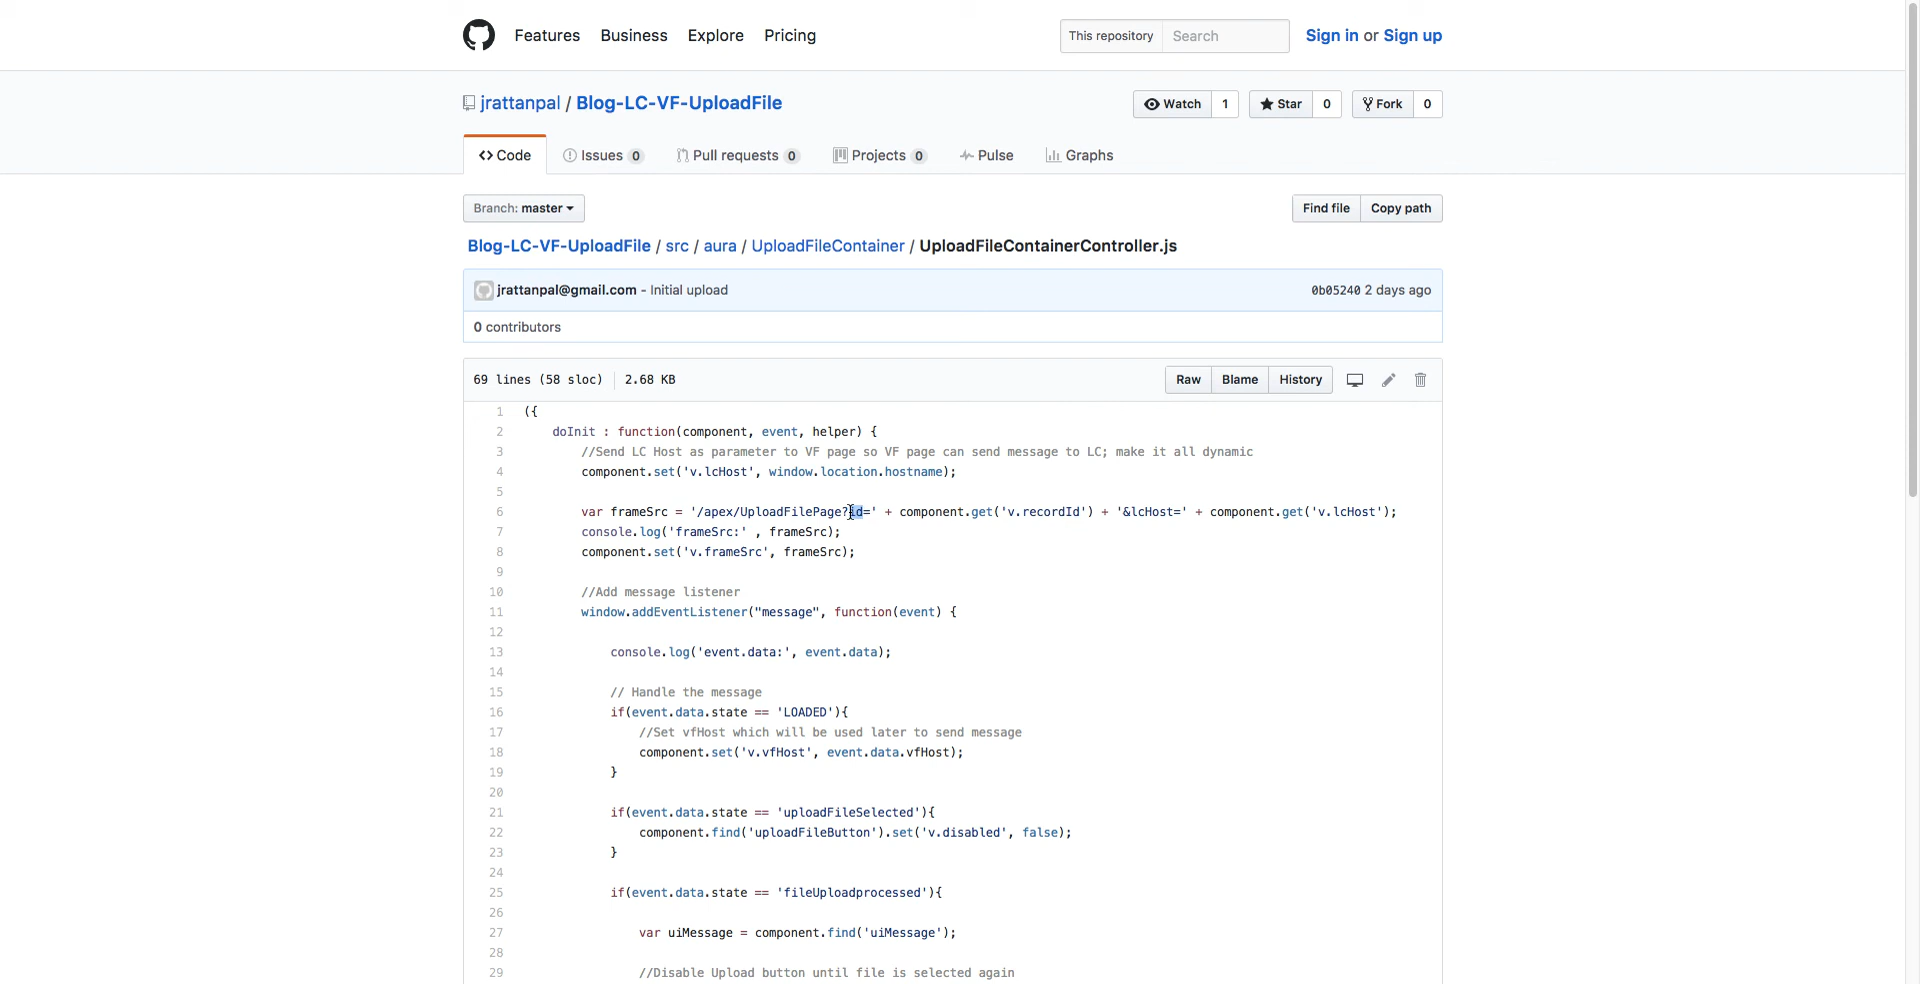 Features Business Explore Pricing This repository Search Sign in or Sign up
jrattanpal / Blog-LC-VF-UploadFile Watch 1 Star 0 Fork 0
<> Code Issues 0 Pull requests 0 Projects 0 Pulse Graphs
Branch: master Find file Copy path
Blog-LC-VF-UploadFile / src / aura / UploadFileContainer / UploadFileContainerController.js
jrattanpal@gmail.com - Initial upload 0b05240 2 days ago
0 contributors
69 lines (58 sloc) 2.68 KB Raw Blame History
1 ({
2 doInit : function(component, event, helper) {
3 //Send LC Host as parameter to VF page so VF page can send message to LC; make it all dynamic
4 component.set('v.lcHost', window.location.hostname);
5
6 var frameSrc = '/apex/UploadFilePage?id=' + component.get('v.recordId') + '&lcHost=' + component.get('v.lcHost');
7 console.log('frameSrc:' , frameSrc);
8 component.set('v.frameSrc', frameSrc);
9
10 //Add message listener
11 window.addEventListener("message", function(event) {
12
13 console.log('event.data:', event.data);
14
15 // Handle the message
16 if(event.data.state == 'LOADED'){
17 //Set vfHost which will be used later to send message
18 component.set('v.vfHost', event.data.vfHost);
19 }
20
21 if(event.data.state == 'uploadFileSelected'){
22 component.find('uploadFileButton').set('v.disabled', false);
23 }
24
25 if(event.data.state == 'fileUploadprocessed'){
26
27 var uiMessage = component.find('uiMessage');
28
29 //Disable Upload button until file is selected again